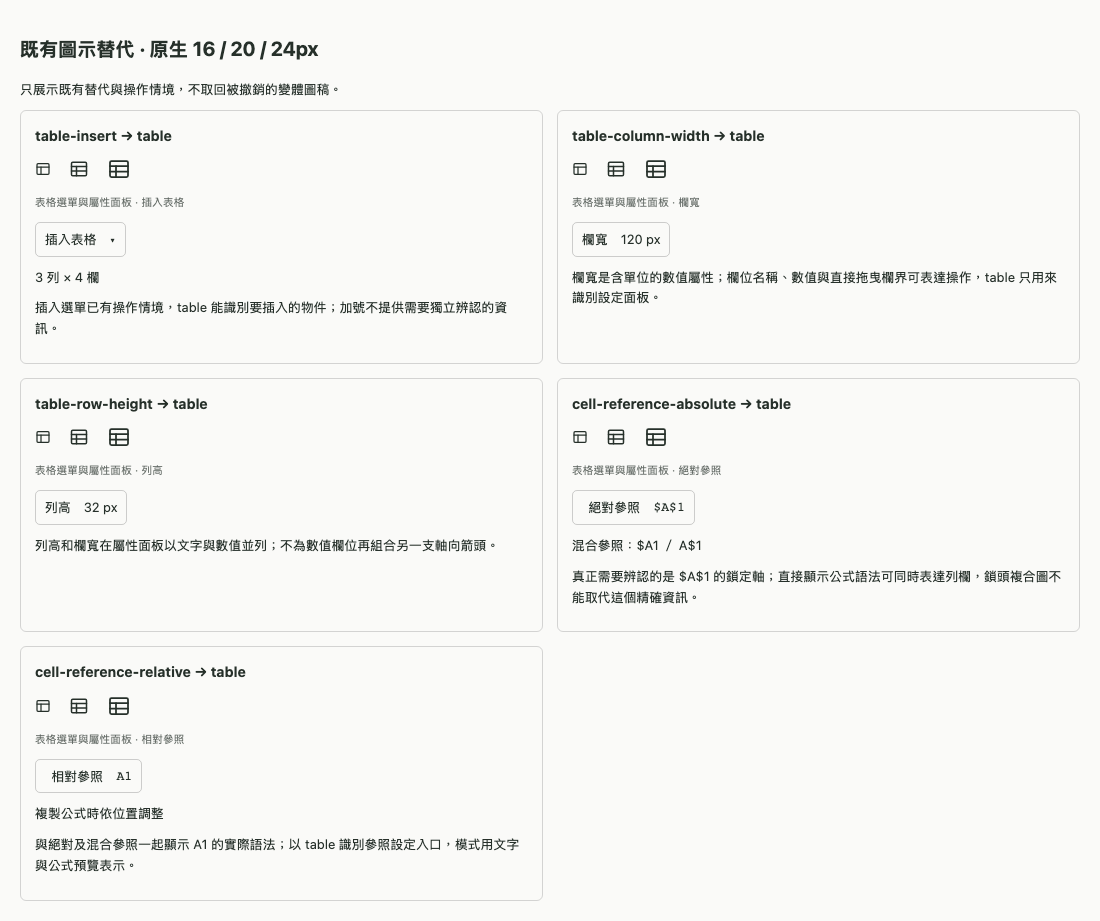 既有圖示替代 · 原生 16 / 20 / 24px
只展示既有替代與操作情境，不取回被撤銷的變體圖稿。
table-insert → table
表格選單與屬性面板 · 插入表格
插入表格 ▾
3 列 × 4 欄
插入選單已有操作情境，table 能識別要插入的物件；加號不提供需要獨立辨認的資
訊。
table-column-width → table
表格選單與屬性面板 · 欄寬
欄寬 120 px
欄寬是含單位的數值屬性；欄位名稱、數值與直接拖曳欄界可表達操作，table 只用來
識別設定面板。
table-row-height → table
表格選單與屬性面板 · 列高
列高 32 px
列高和欄寬在屬性面板以文字與數值並列；不為數值欄位再組合另一支軸向箭頭。
cell-reference-absolute → table
表格選單與屬性面板 · 絕對參照
絕對參照 $A$1
混合參照：$A1 / A$1
真正需要辨認的是 $A$1 的鎖定軸；直接顯示公式語法可同時表達列欄，鎖頭複合圖不
能取代這個精確資訊。
cell-reference-relative → table
表格選單與屬性面板 · 相對參照
相對參照 A1
複製公式時依位置調整
與絕對及混合參照一起顯示 A1 的實際語法；以 table 識別參照設定入口，模式用文字
與公式預覽表示。